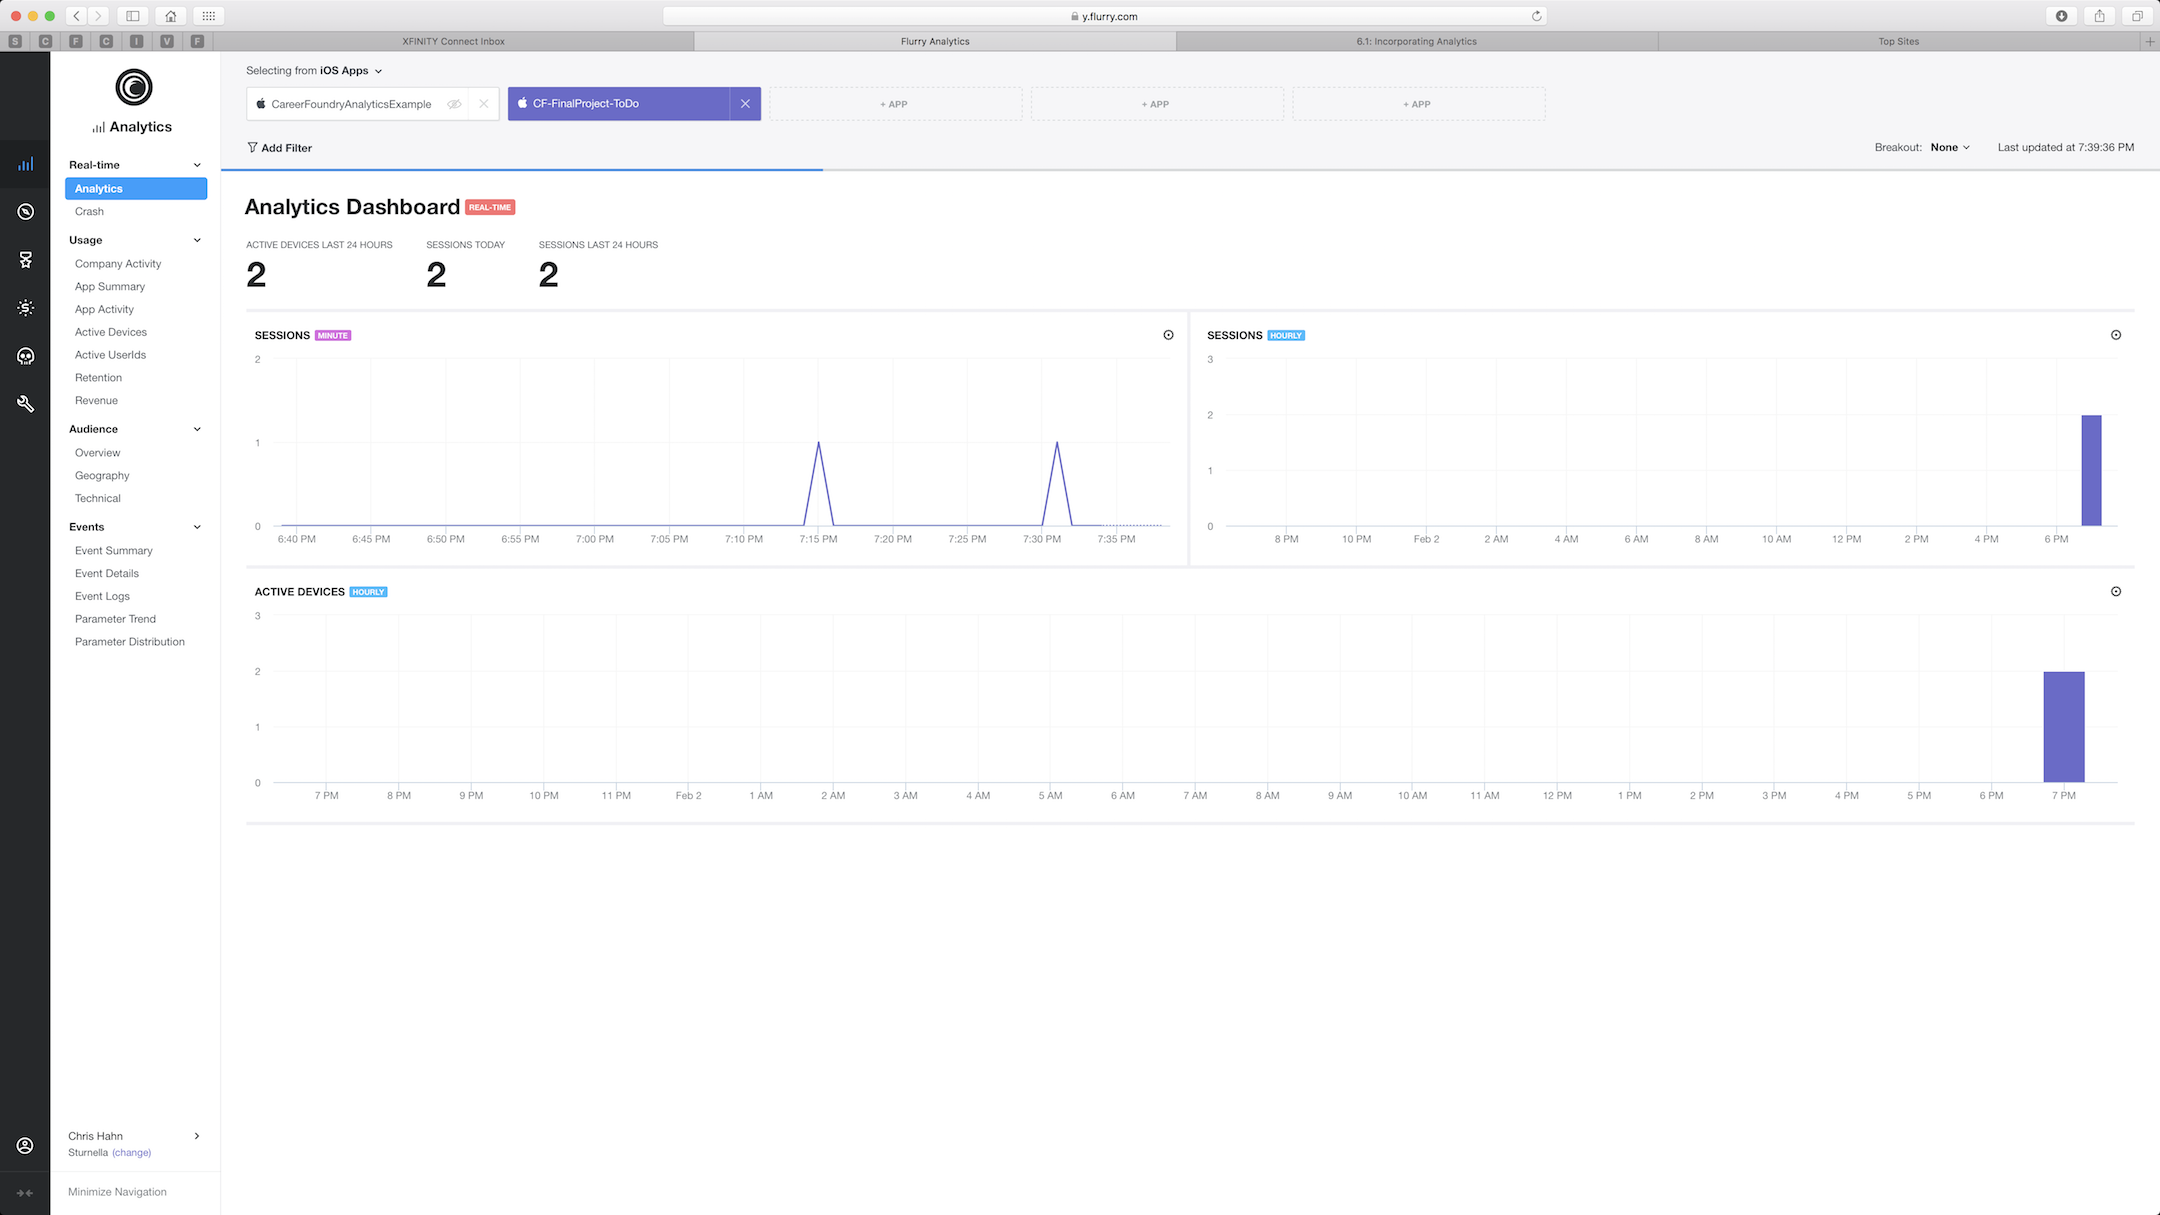 y.flurry.com
S C F C I V F
XFINITY Connect Inbox
Flurry Analytics
6.1: Incorporating Analytics
Top Sites
Analytics
Real-time
Analytics
Crash
Usage
Company Activity
App Summary
App Activity
Active Devices
Active UserIds
Retention
Revenue
Audience
Overview
Geography
Technical
Events
Event Summary
Event Details
Event Logs
Parameter Trend
Parameter Distribution
Chris Hahn
Sturnella (change)
Minimize Navigation
Selecting from iOS Apps
CareerFoundryAnalyticsExample
CF-FinalProject-ToDo
+ APP
+ APP
+ APP
Add Filter
Breakout: None
Last updated at 7:39:36 PM
Analytics Dashboard REAL-TIME
ACTIVE DEVICES LAST 24 HOURS
2
SESSIONS TODAY
2
SESSIONS LAST 24 HOURS
2
SESSIONS MINUTE
2
1
0
6:40 PM 6:45 PM 6:50 PM 6:55 PM 7:00 PM 7:05 PM 7:10 PM 7:15 PM 7:20 PM 7:25 PM 7:30 PM 7:35 PM
SESSIONS HOURLY
3
2
1
0
8 PM 10 PM Feb 2 2 AM 4 AM 6 AM 8 AM 10 AM 12 PM 2 PM 4 PM 6 PM
ACTIVE DEVICES HOURLY
3
2
1
0
7 PM 8 PM 9 PM 10 PM 11 PM Feb 2 1 AM 2 AM 3 AM 4 AM 5 AM 6 AM 7 AM 8 AM 9 AM 10 AM 11 AM 12 PM 1 PM 2 PM 3 PM 4 PM 5 PM 6 PM 7 PM